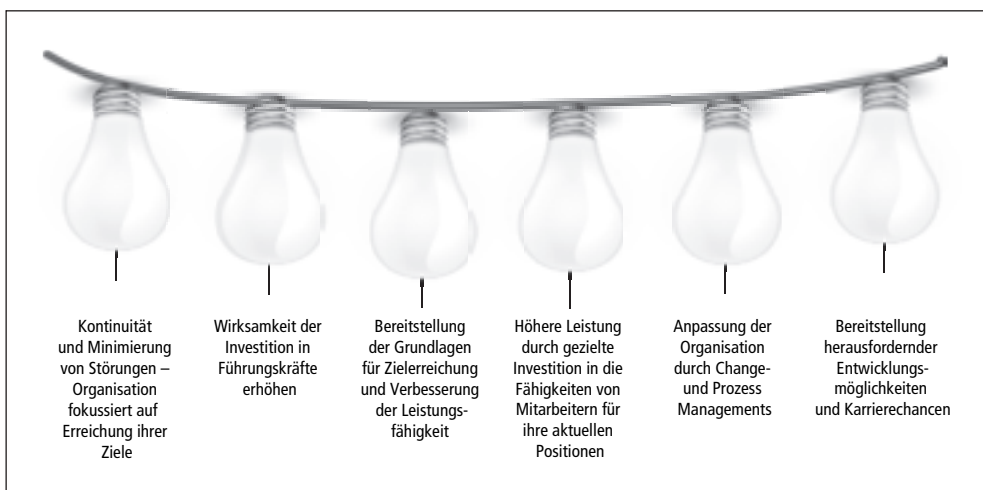 Kontinuität
und Minimierung
von Störungen –
Organisation
fokussiert auf
Erreichung ihrer
Ziele
Wirksamkeit der
Investition in
Führungskräfte
erhöhen
Bereitstellung
der Grundlagen
für Zielerreichung
und Verbesserung
der Leistungs-
fähigkeit
Höhere Leistung
durch gezielte
Investition in die
Fähigkeiten von
Mitarbeitern für
ihre aktuellen
Positionen
Anpassung der
Organisation
durch Change-
und Prozess
Managements
Bereitstellung
herausfordernder
Entwicklungs-
möglichkeiten
und Karrierechancen